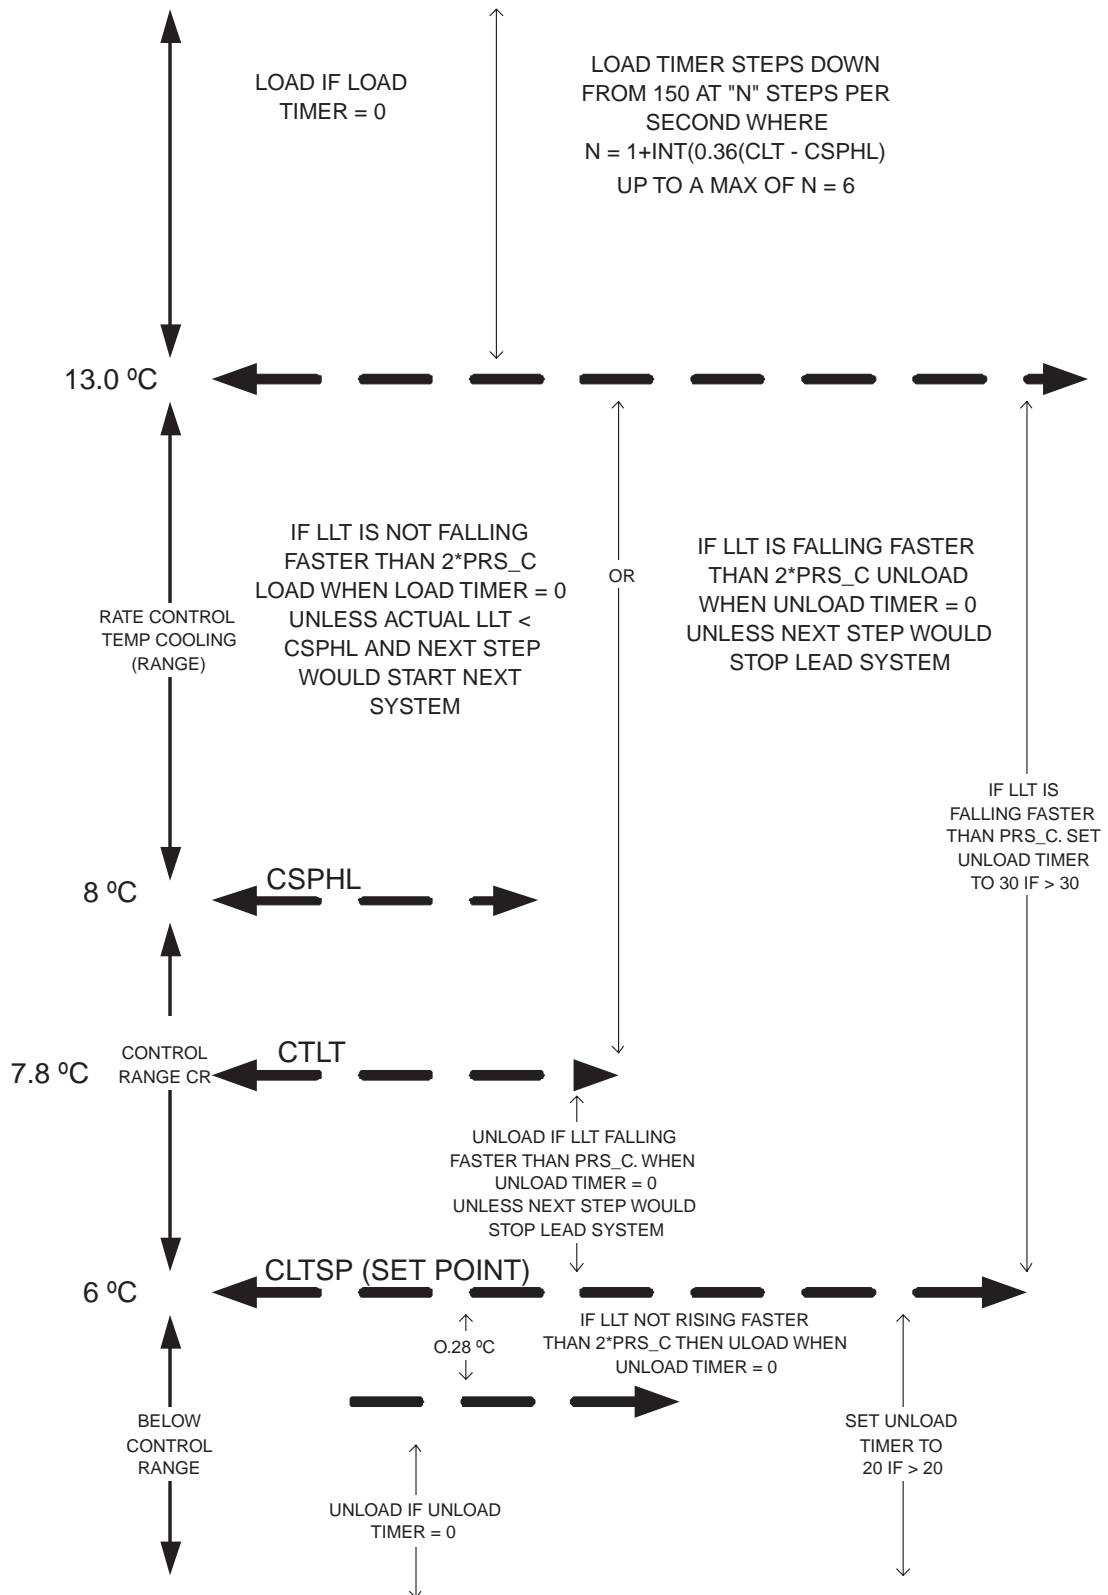 LOAD IF LOAD
TIMER = 0
LOAD TIMER STEPS DOWN
FROM 150 AT "N" STEPS PER
SECOND WHERE
N = 1+INT(0.36(CLT - CSPHL)
UP TO A MAX OF N = 6
13.0 ºC
IF LLT IS NOT FALLING
FASTER THAN 2*PRS_C
LOAD WHEN LOAD TIMER = 0
UNLESS ACTUAL LLT <
CSPHL AND NEXT STEP
WOULD START NEXT
SYSTEM
OR
IF LLT IS FALLING FASTER
THAN 2*PRS_C UNLOAD
WHEN UNLOAD TIMER = 0
UNLESS NEXT STEP WOULD
STOP LEAD SYSTEM
RATE CONTROL
TEMP COOLING
(RANGE)
IF LLT IS
FALLING FASTER
THAN PRS_C. SET
UNLOAD TIMER
TO 30 IF > 30
8 ºC
CSPHL
7.8 ºC
CONTROL
RANGE CR
CTLT
UNLOAD IF LLT FALLING
FASTER THAN PRS_C. WHEN
UNLOAD TIMER = 0
UNLESS NEXT STEP WOULD
STOP LEAD SYSTEM
6 ºC
CLTSP (SET POINT)
O.28 ºC
IF LLT NOT RISING FASTER
THAN 2*PRS_C THEN ULOAD WHEN
UNLOAD TIMER = 0
BELOW
CONTROL
RANGE
SET UNLOAD
TIMER TO
20 IF > 20
UNLOAD IF UNLOAD
TIMER = 0